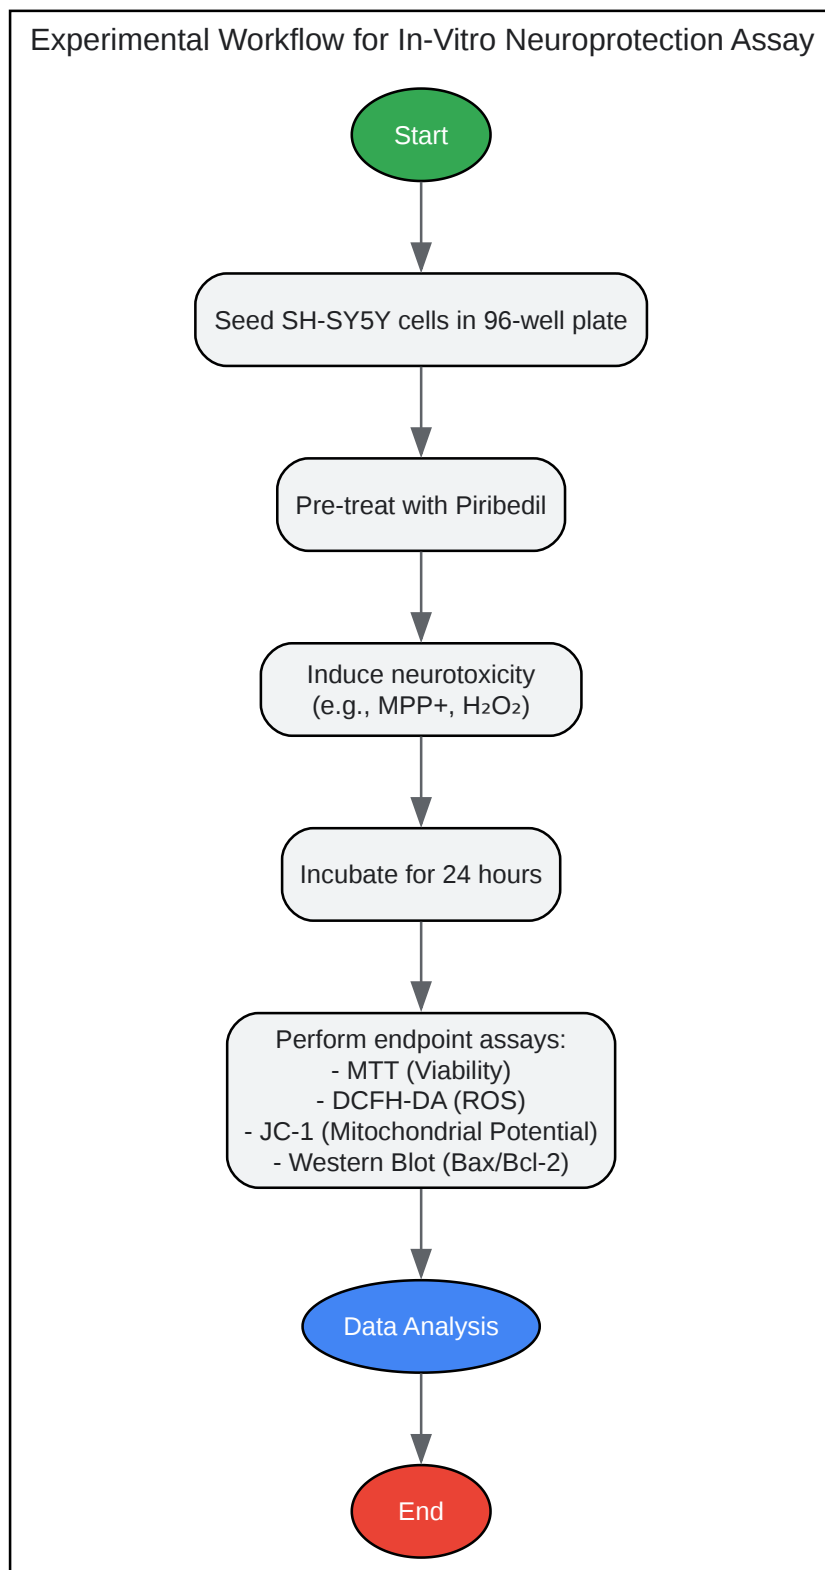 Experimental Workflow for In-Vitro Neuroprotection Assay
Start
Seed SH-SY5Y cells in 96-well plate
Pre-treat with Piribedil
Induce neurotoxicity
(e.g., MPP+, H₂O₂)
Incubate for 24 hours
Perform endpoint assays:
- MTT (Viability)
- DCFH-DA (ROS)
- JC-1 (Mitochondrial Potential)
- Western Blot (Bax/Bcl-2)
Data Analysis
End